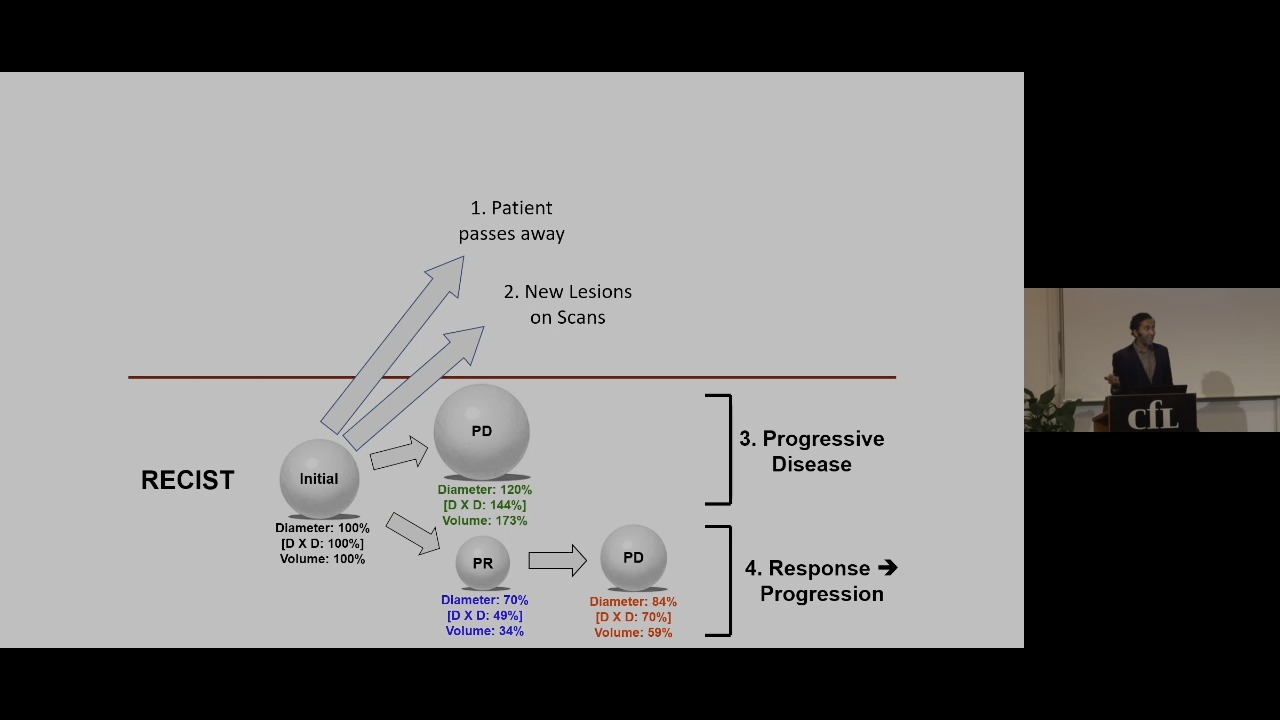 1. Patient
passes away
2. New Lesions
on Scans
RECIST
Initial
Diameter: 100%
[D X D: 100%]
Volume: 100%
PD
Diameter: 120%
[D X D: 144%]
Volume: 173%
PR
Diameter: 70%
[D X D: 49%]
Volume: 34%
PD
Diameter: 84%
[D X D: 70%]
Volume: 59%
3. Progressive
Disease
4. Response ➔
Progression
cfL